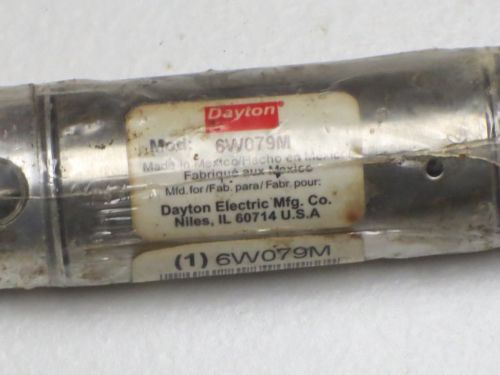 Dayton
Mod: 6W079M
Made in Mexico/Hecho en Mexico
Fabriqué aux Mexico
Mfd.for/Fab. para/Fabr. pour:
Dayton Electric Mfg. Co.
Niles, IL 60714 U.S.A
(1) 6W079M